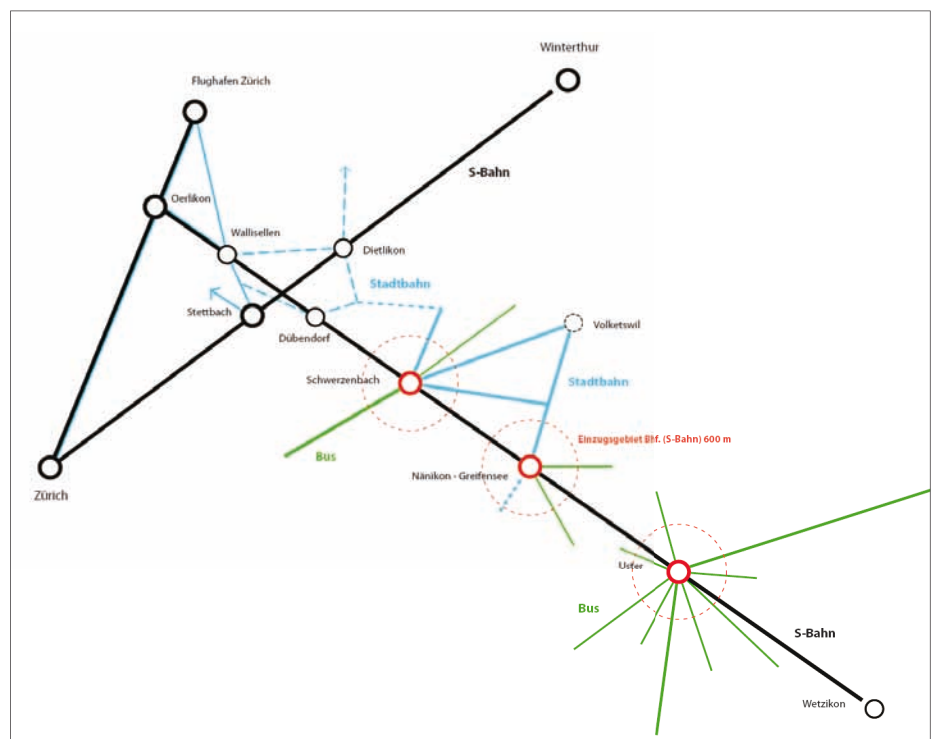 Winterthur
Flughafen Zürich
S-Bahn
Oerlikon
Wallisellen
Dietlikon
Stadtbahn
Stettbach
Volketswil
Dübendorf
Schwerzenbach
Stadtbahn
Einzugsgebiet Bhf. (S-Bahn) 600 m
Bus
Nänikon - Greifensee
Zürich
Uster
Bus
S-Bahn
Wetzikon